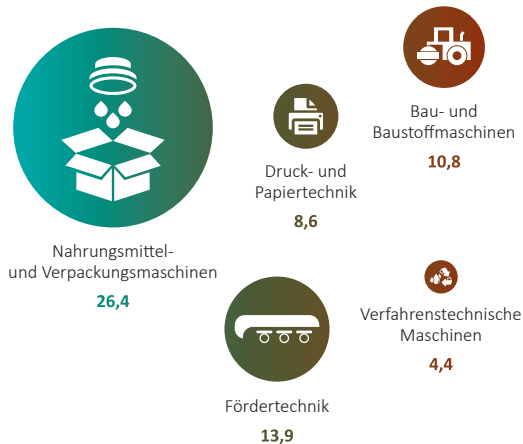 Nahrungsmittel-
und Verpackungsmaschinen
26,4
Druck- und
Papiertechnik
8,6
Bau- und
Baustoffmaschinen
10,8
Fördertechnik
13,9
Verfahrenstechnische
Maschinen
4,4